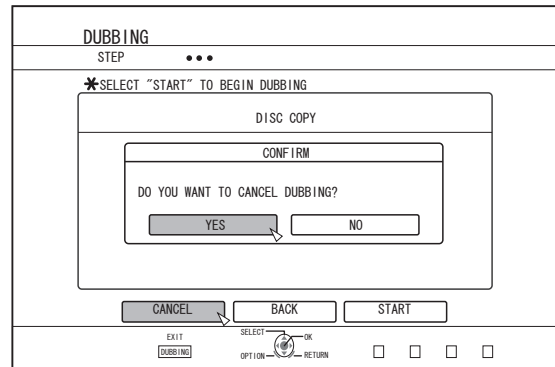 DUBBING
STEP
*SELECT "START" TO BEGIN DUBBING
DISC COPY
CONFIRM
DO YOU WANT TO CANCEL DUBBING?
YES NO
CANCEL BACK START
EXIT SELECT OK
DUBBING OPTION RETURN